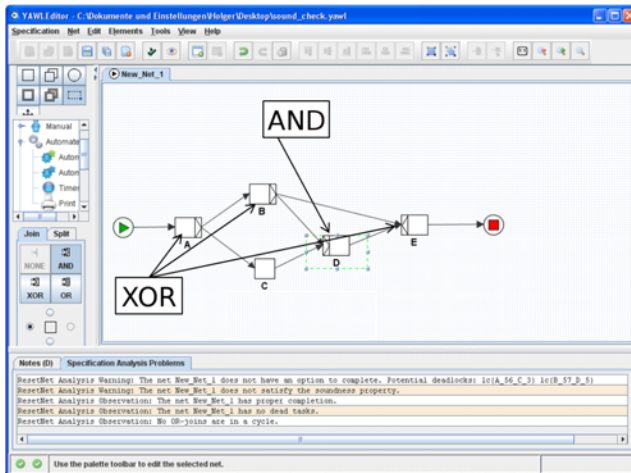 YAWLEditor - C:\Dokumente und Einstellungen\Holger\Desktop\sound_check.yawl
Specification Net Edit Elements Tools View Help
New_Net_1
Manual
Automate
Autom
Autom
Timer
Print
Join Split
NONE AND
XOR OR
AND
B
A
E
D
C
XOR
Notes (D) Specification Analysis Problems
ResetNet Analysis Warning: The net New_Net_1 does not have an option to complete. Potential deadlocks: lc(A_56_C_3) lc(B_57_D_5)
ResetNet Analysis Warning: The net New_Net_1 does not satisfy the soundness property.
ResetNet Analysis Observation: The net New_Net_1 has proper completion.
ResetNet Analysis Observation: The net New_Net_1 has no dead tasks.
ResetNet Analysis Observation: No OR-joins are in a cycle.
Use the palette toolbar to edit the selected net.